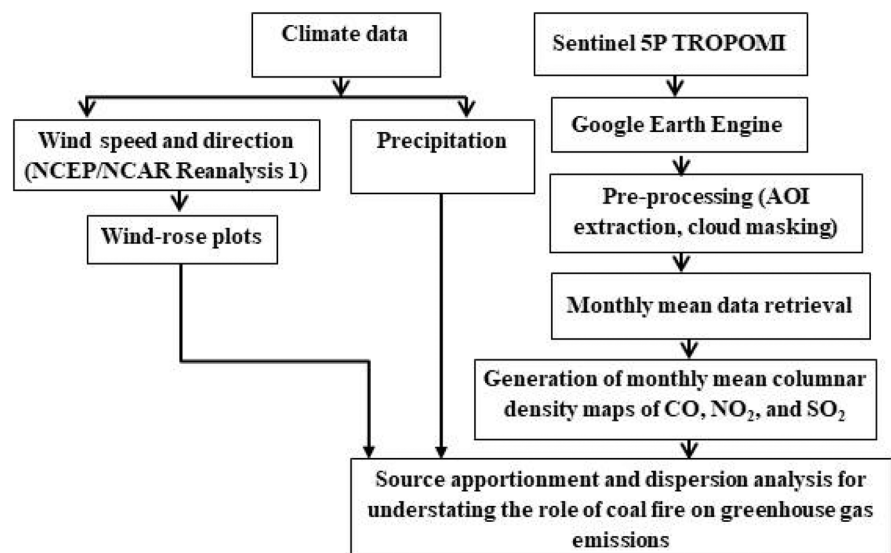 Climate data
Sentinel 5P TROPOMI
Wind speed and direction
(NCEP/NCAR Reanalysis 1)
Precipitation
Google Earth Engine
Wind-rose plots
Pre-processing (AOI
extraction, cloud masking)
Monthly mean data retrieval
Generation of monthly mean columnar
density maps of CO, NO₂, and SO₂
Source apportionment and dispersion analysis for
understating the role of coal fire on greenhouse gas
emissions